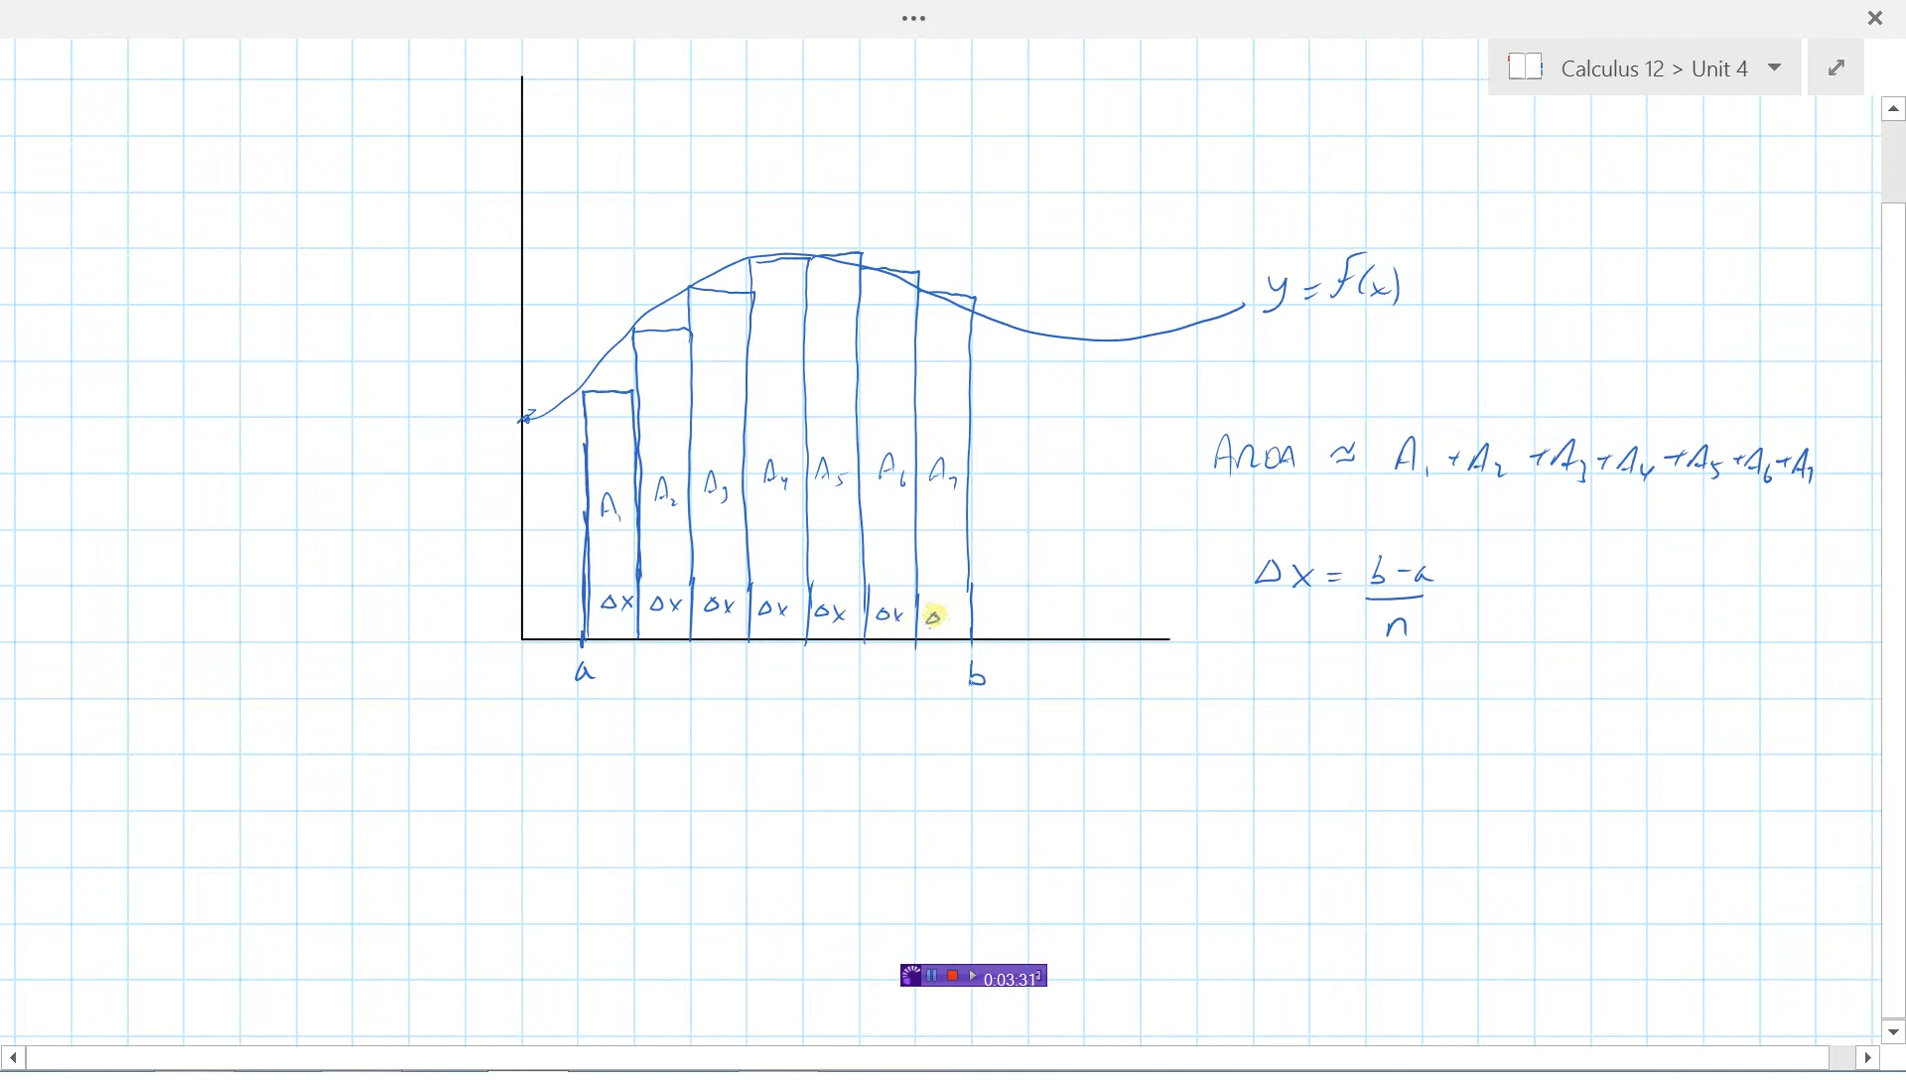 Calculus 12 > Unit 4
y = f(x)
AREA ≈ A₁ + A₂ + A₃ + A₄ + A₅ + A₆ + A₇
A₁ A₂ A₃ A₄ A₅ A₆ A₇
Δx = b-a
n
Δx Δx Δx Δx Δx Δx Δ
a b
0:03:31